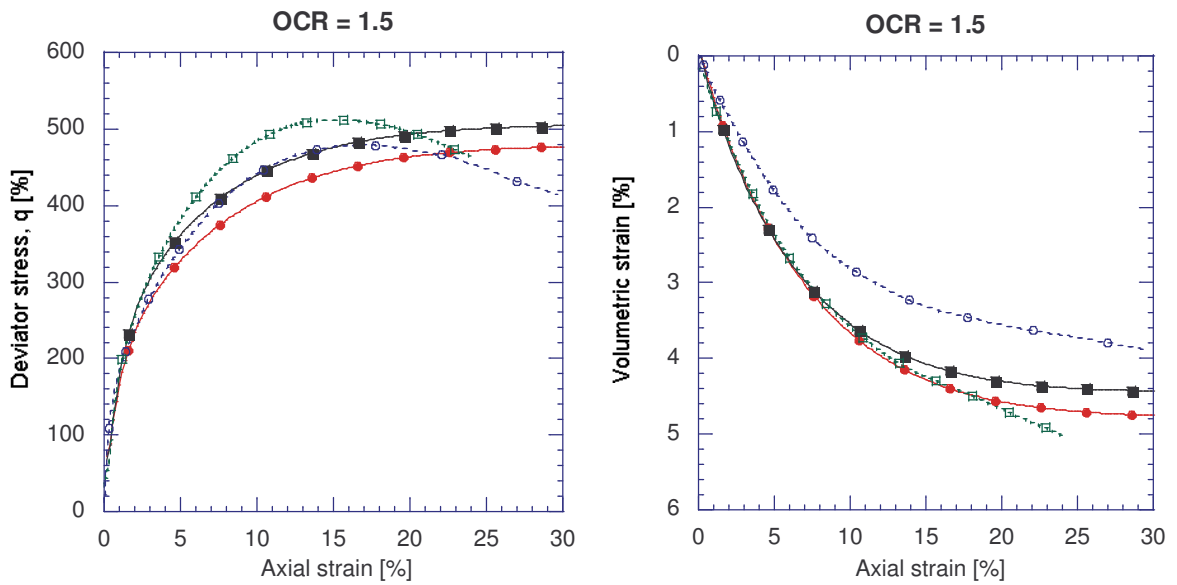 OCR = 1.5
600
500
400
300
200
100
0
Deviator stress, q [%]
0 5 10 15 20 25 30
Axial strain [%]
OCR = 1.5
0
1
2
3
4
5
6
Volumetric strain [%]
0 5 10 15 20 25 30
Axial strain [%]